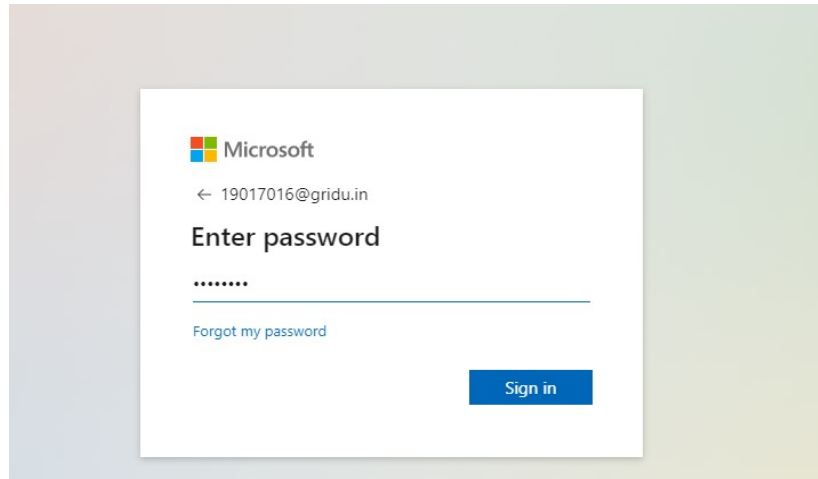 Microsoft
← 19017016@gridu.in
Enter password
••••••••
Forgot my password
Sign in